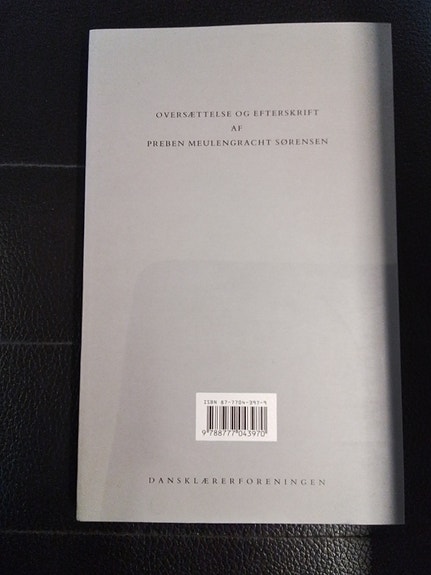 OVERSÆTTELSE OG EFTERSKRIFT
AF
PREBEN MEULENGRACHT SØRENSEN
ISBN 87-7704-397-9
9 788777 043970
DANSKLÆRERFORENINGEN